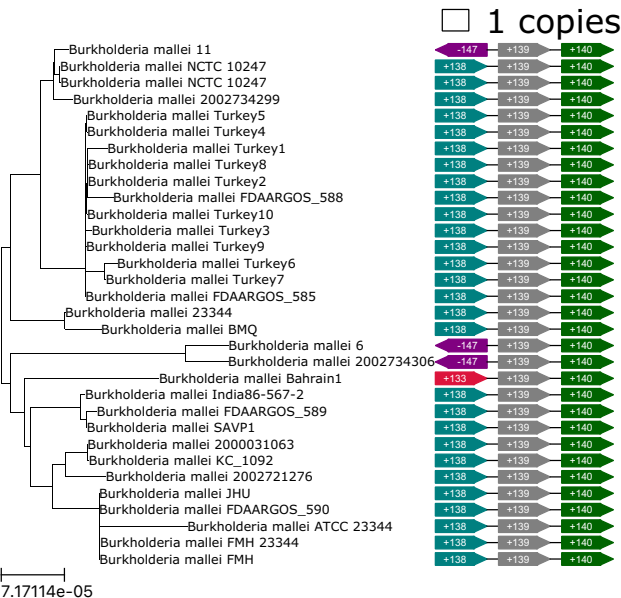 1 copies
Burkholderia mallei 11 -147 +139 +140
Burkholderia mallei NCTC 10247 +138 +139 +140
Burkholderia mallei NCTC 10247 +138 +139 +140
Burkholderia mallei 2002734299 +138 +139 +140
Burkholderia mallei Turkey5 +138 +139 +140
Burkholderia mallei Turkey4 +138 +139 +140
Burkholderia mallei Turkey1 +138 +139 +140
Burkholderia mallei Turkey8 +138 +139 +140
Burkholderia mallei Turkey2 +138 +139 +140
Burkholderia mallei FDAARGOS_588 +138 +139 +140
Burkholderia mallei Turkey10 +138 +139 +140
Burkholderia mallei Turkey3 +138 +139 +140
Burkholderia mallei Turkey9 +138 +139 +140
Burkholderia mallei Turkey6 +138 +139 +140
Burkholderia mallei Turkey7 +138 +139 +140
Burkholderia mallei FDAARGOS_585 +138 +139 +140
Burkholderia mallei 23344 +138 +139 +140
Burkholderia mallei BMQ +138 +139 +140
Burkholderia mallei 6 -147 +139 +140
Burkholderia mallei 2002734306 -147 +139 +140
Burkholderia mallei Bahrain1 +133 +139 +140
Burkholderia mallei India86-567-2 +138 +139 +140
Burkholderia mallei FDAARGOS_589 +138 +139 +140
Burkholderia mallei SAVP1 +138 +139 +140
Burkholderia mallei 2000031063 +138 +139 +140
Burkholderia mallei KC_1092 +138 +139 +140
Burkholderia mallei 2002721276 +138 +139 +140
Burkholderia mallei JHU +138 +139 +140
Burkholderia mallei FDAARGOS_590 +138 +139 +140
Burkholderia mallei ATCC 23344 +138 +139 +140
Burkholderia mallei FMH 23344 +138 +139 +140
Burkholderia mallei FMH +138 +139 +140
7.17114e-05